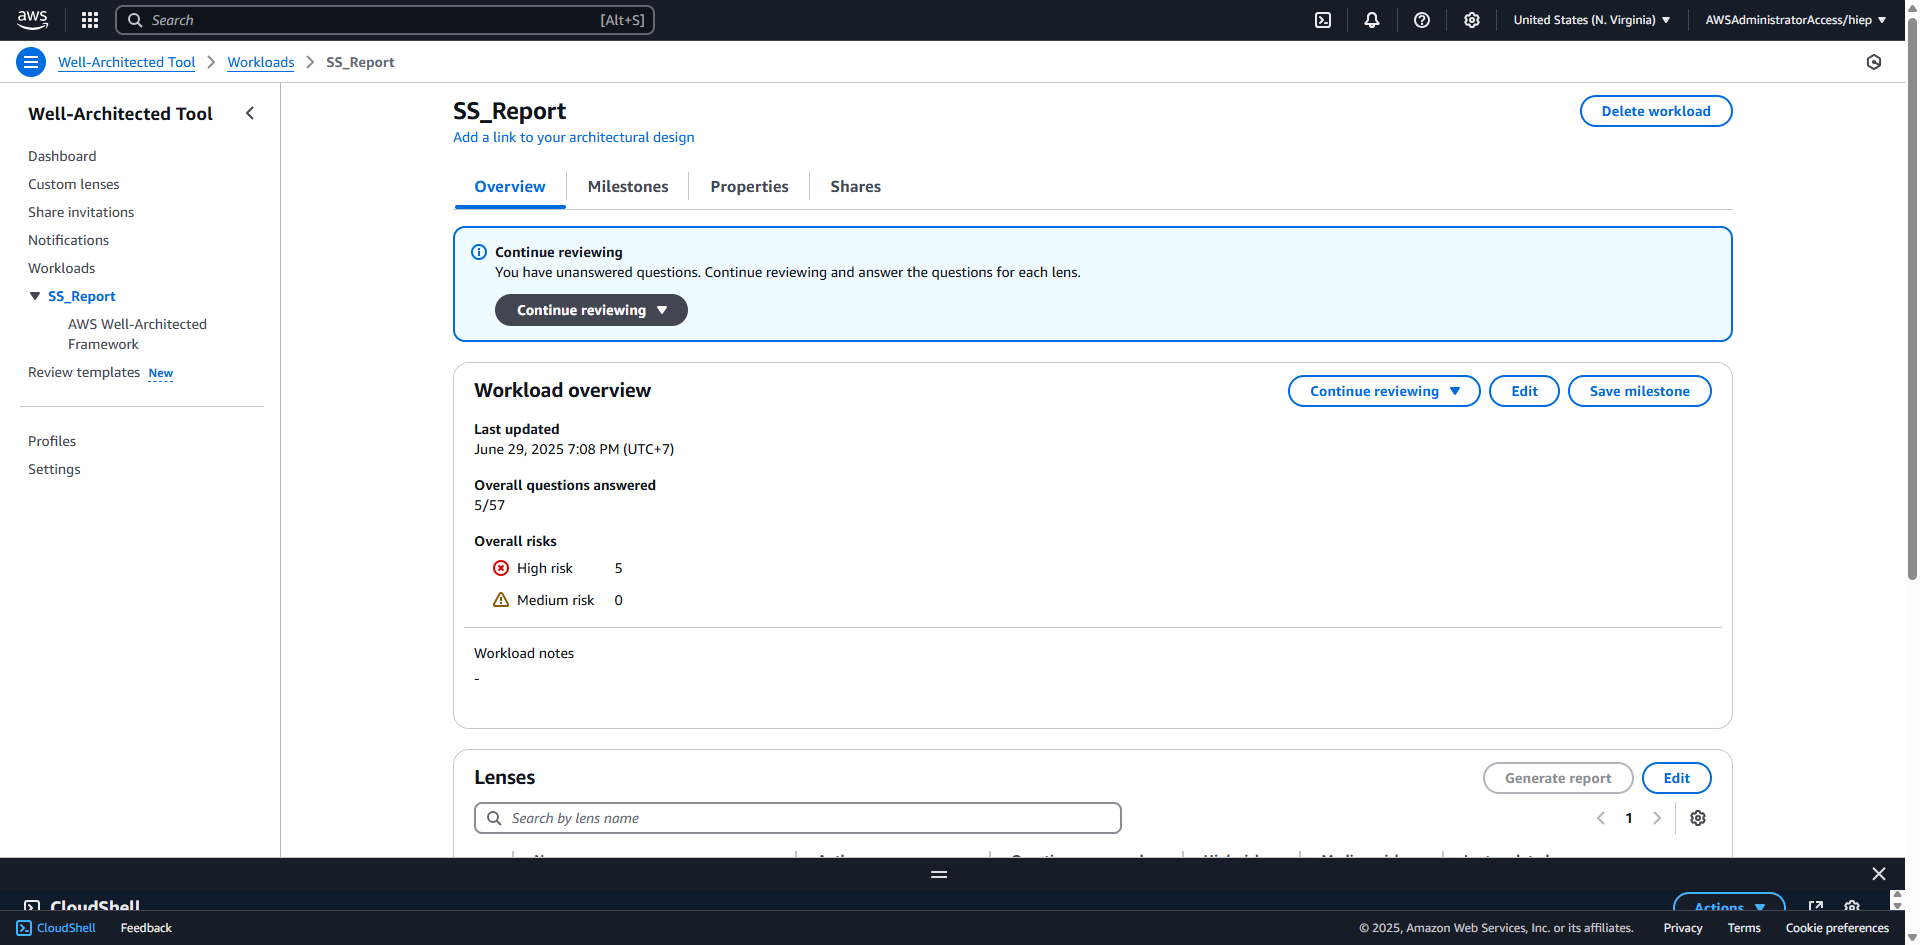 aws
Search
[Alt+S]
United States (N. Virginia)
AWSAdministratorAccess/hiep
Well-Architected Tool
Workloads
SS_Report
Well-Architected Tool
Dashboard
Custom lenses
Share invitations
Notifications
Workloads
SS_Report
AWS Well-Architected
Framework
Review templates New
Profiles
Settings
SS_Report
Delete workload
Add a link to your architectural design
Overview
Milestones
Properties
Shares
Continue reviewing
You have unanswered questions. Continue reviewing and answer the questions for each lens.
Continue reviewing
Workload overview
Continue reviewing
Edit
Save milestone
Last updated
June 29, 2025 7:08 PM (UTC+7)
Overall questions answered
5/57
Overall risks
High risk 5
Medium risk 0
Workload notes
-
Lenses
Generate report
Edit
Search by lens name
1
CloudShell
Actions
CloudShell
Feedback
© 2025, Amazon Web Services, Inc. or its affiliates.
Privacy
Terms
Cookie preferences